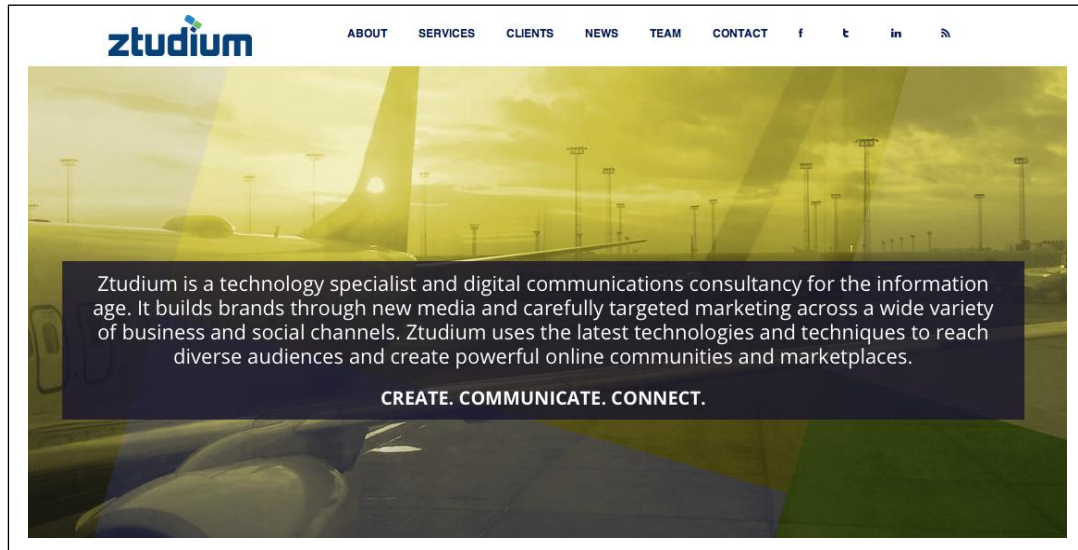 ztudium
ABOUT SERVICES CLIENTS NEWS TEAM CONTACT f t in
Ztudium is a technology specialist and digital communications consultancy for the information
age. It builds brands through new media and carefully targeted marketing across a wide variety
of business and social channels. Ztudium uses the latest technologies and techniques to reach
diverse audiences and create powerful online communities and marketplaces.
CREATE. COMMUNICATE. CONNECT.